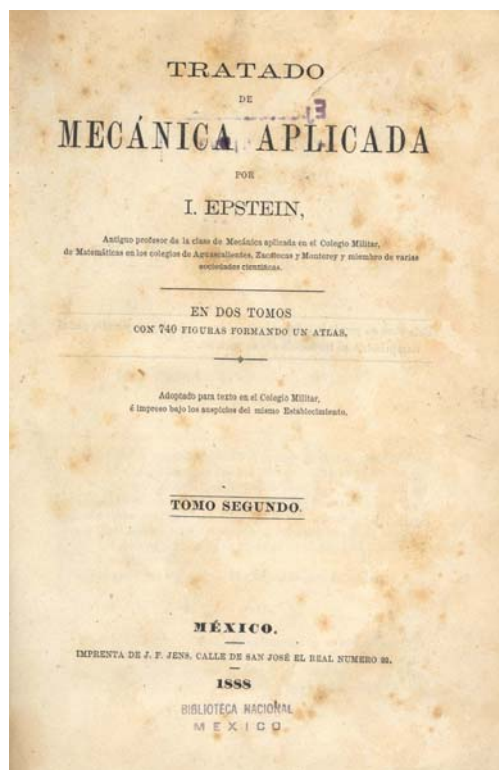 TRATADO
DE
MECÁNICA APLICADA
POR
I. EPSTEIN,
Antiguo profesor de la clase de Mecánica aplicada en el Colegio Militar,
de Matemáticas en los colegios de Aguascalientes, Zacatecas y Monterey y miembro de varias
sociedades científicas.
EN DOS TOMOS
CON 740 FIGURAS FORMANDO UN ATLAS.
Adoptado para texto en el Colegio Militar,
é impreso bajo los auspicios del mismo Establecimiento.
TOMO SEGUNDO.
MÉXICO.
IMPRENTA DE J. F. JENS, CALLE DE SAN JOSÉ EL REAL NUMERO 22.
1888
BIBLIOTECA NACIONAL
MEXICO